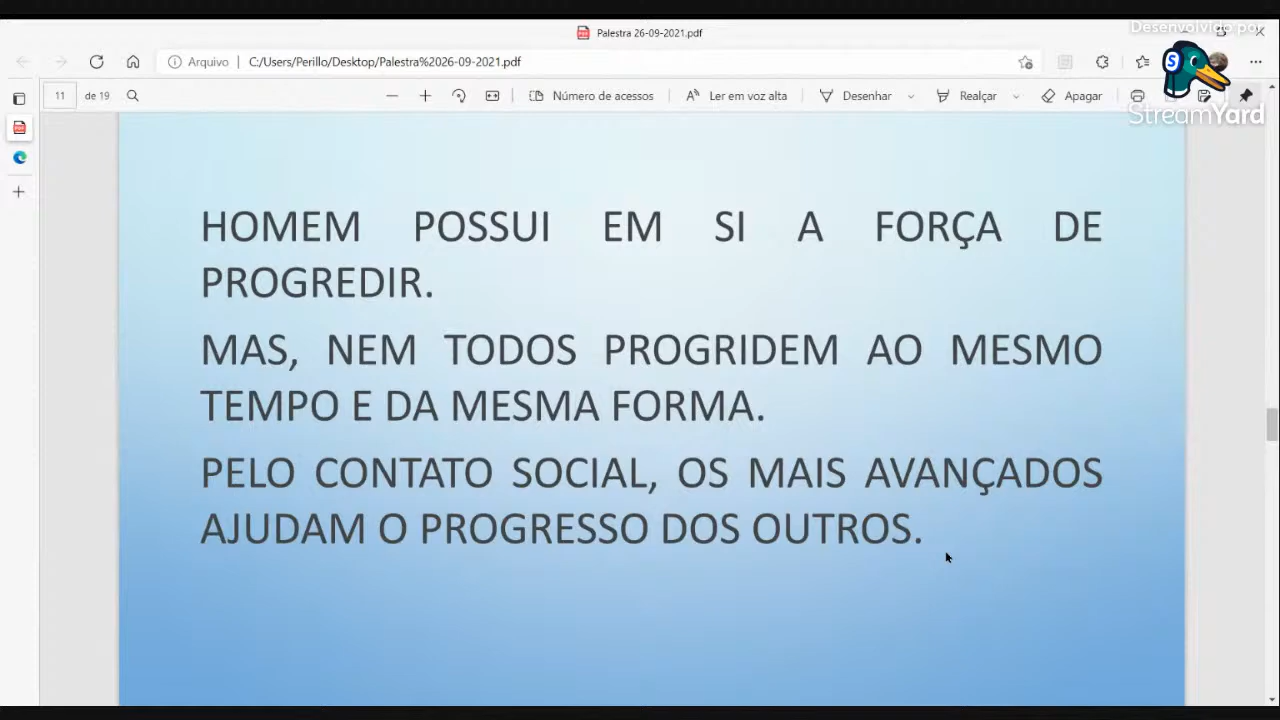 Desenvolvido por
Palestra 26-09-2021.pdf
Arquivo
C:/Users/Perillo/Desktop/Palestra%2026-09-2021.pdf
StreamYard
11 de 19
Número de acessos
Ler em voz alta
Desenhar
Realçar
Apagar
HOMEM POSSUI EM SI A FORÇA DE
PROGREDIR.
MAS, NEM TODOS PROGRIDEM AO MESMO
TEMPO E DA MESMA FORMA.
PELO CONTATO SOCIAL, OS MAIS AVANÇADOS
AJUDAM O PROGRESSO DOS OUTROS.